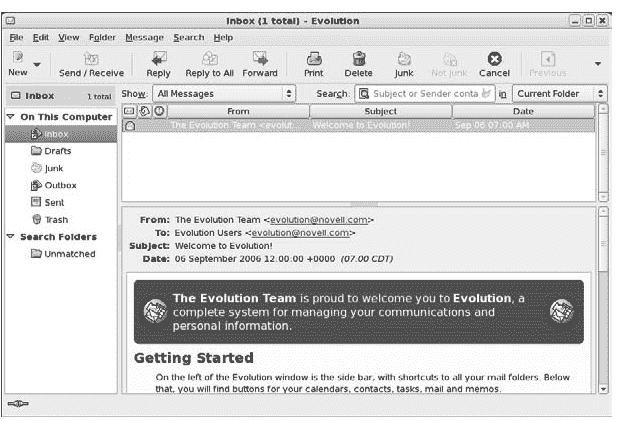 Inbox (1 total) - Evolution
File Edit View Folder Message Search Help
New Send / Receive Reply Reply to All Forward Print Delete Junk Not Junk Cancel Previous
Inbox 1 total Show: All Messages Search: Subject or Sender conta in Current Folder
On This Computer
Inbox
Drafts
Junk
Outbox
Sent
Trash
Search Folders
Unmatched
From Subject Date
The Evolution Team <evolut... Welcome to Evolution! Sep 06 07.00 AM
From: The Evolution Team <evolution@novell.com>
To: Evolution Users <evolution@novell.com>
Subject: Welcome to Evolution!
Date: 06 September 2006 12.00.00 +0000 (07.00 CDT)
The Evolution Team is proud to welcome you to Evolution, a
complete system for managing your communications and
personal information.
Getting Started
On the left of the Evolution window is the side bar, with shortcuts to all your mail folders. Below
that, you will find buttons for your calendars, contacts, tasks, mail and memos.